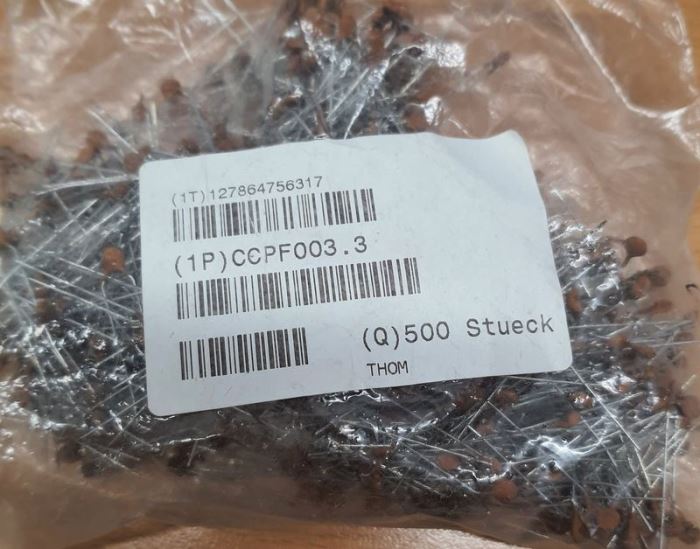 (1T)127864756317
(1P)CCPF003.3
(Q)500 Stueck
THOM